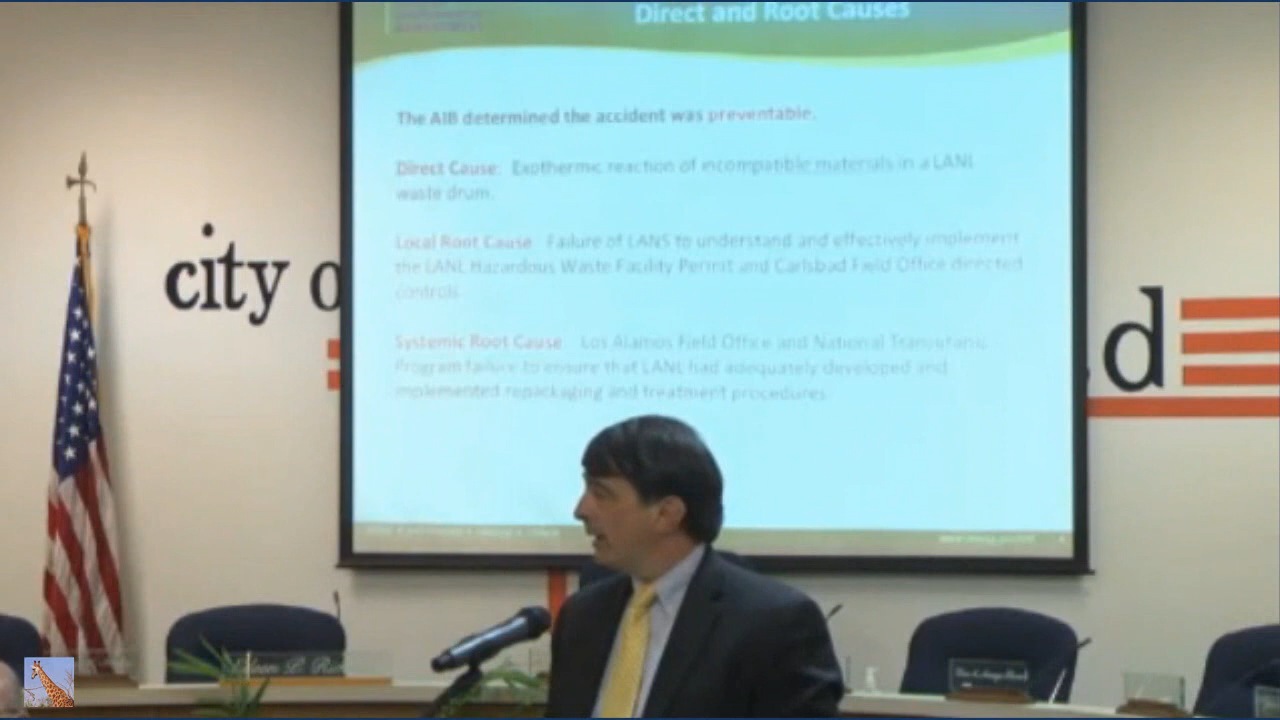 Direct and Root Causes
The AIB determined the accident was preventable.
Direct Cause: Exothermic reaction of incompatible materials in a LANL
waste drum.
Local Root Cause: Failure of LANS to understand and effectively implement
the LANL Hazardous Waste Facility Permit and Carlsbad Field Office directed
controls.
Systemic Root Cause: Los Alamos Field Office and National Transuranic
Program failure to ensure that LANL had adequately developed and
implemented repackaging and treatment procedures.
city o
d